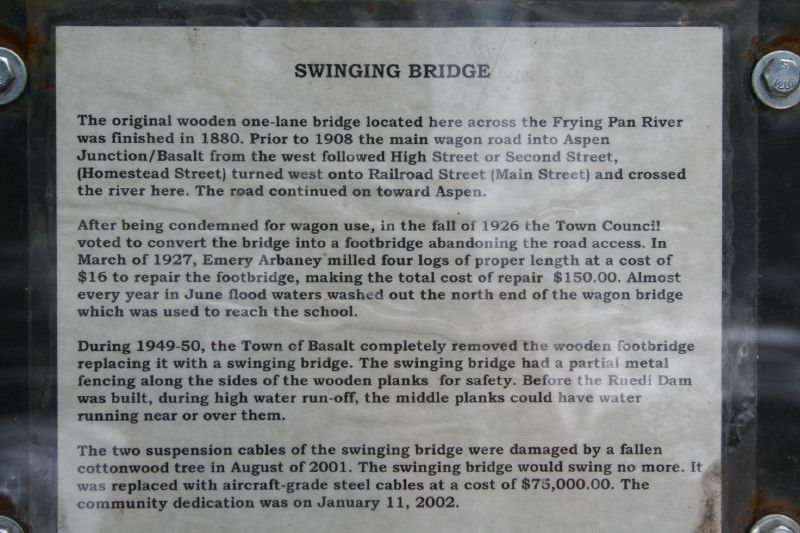 SWINGING BRIDGE
The original wooden one-lane bridge located here across the Frying Pan River
was finished in 1880. Prior to 1908 the main wagon road into Aspen
Junction/Basalt from the west followed High Street or Second Street,
(Homestead Street) turned west onto Railroad Street (Main Street) and crossed
the river here. The road continued on toward Aspen.
After being condemned for wagon use, in the fall of 1926 the Town Council
voted to convert the bridge into a footbridge abandoning the road access. In
March of 1927, Emery Arbaney milled four logs of proper length at a cost of
$16 to repair the footbridge, making the total cost of repair $150.00. Almost
every year in June flood waters washed out the north end of the wagon bridge
which was used to reach the school.
During 1949-50, the Town of Basalt completely removed the wooden footbridge
replacing it with a swinging bridge. The swinging bridge had a partial metal
fencing along the sides of the wooden planks for safety. Before the Ruedi Dam
was built, during high water run-off, the middle planks could have water
running near or over them.
The two suspension cables of the swinging bridge were damaged by a fallen
cottonwood tree in August of 2001. The swinging bridge would swing no more. It
was replaced with aircraft-grade steel cables at a cost of $75,000.00. The
community dedication was on January 11, 2002.